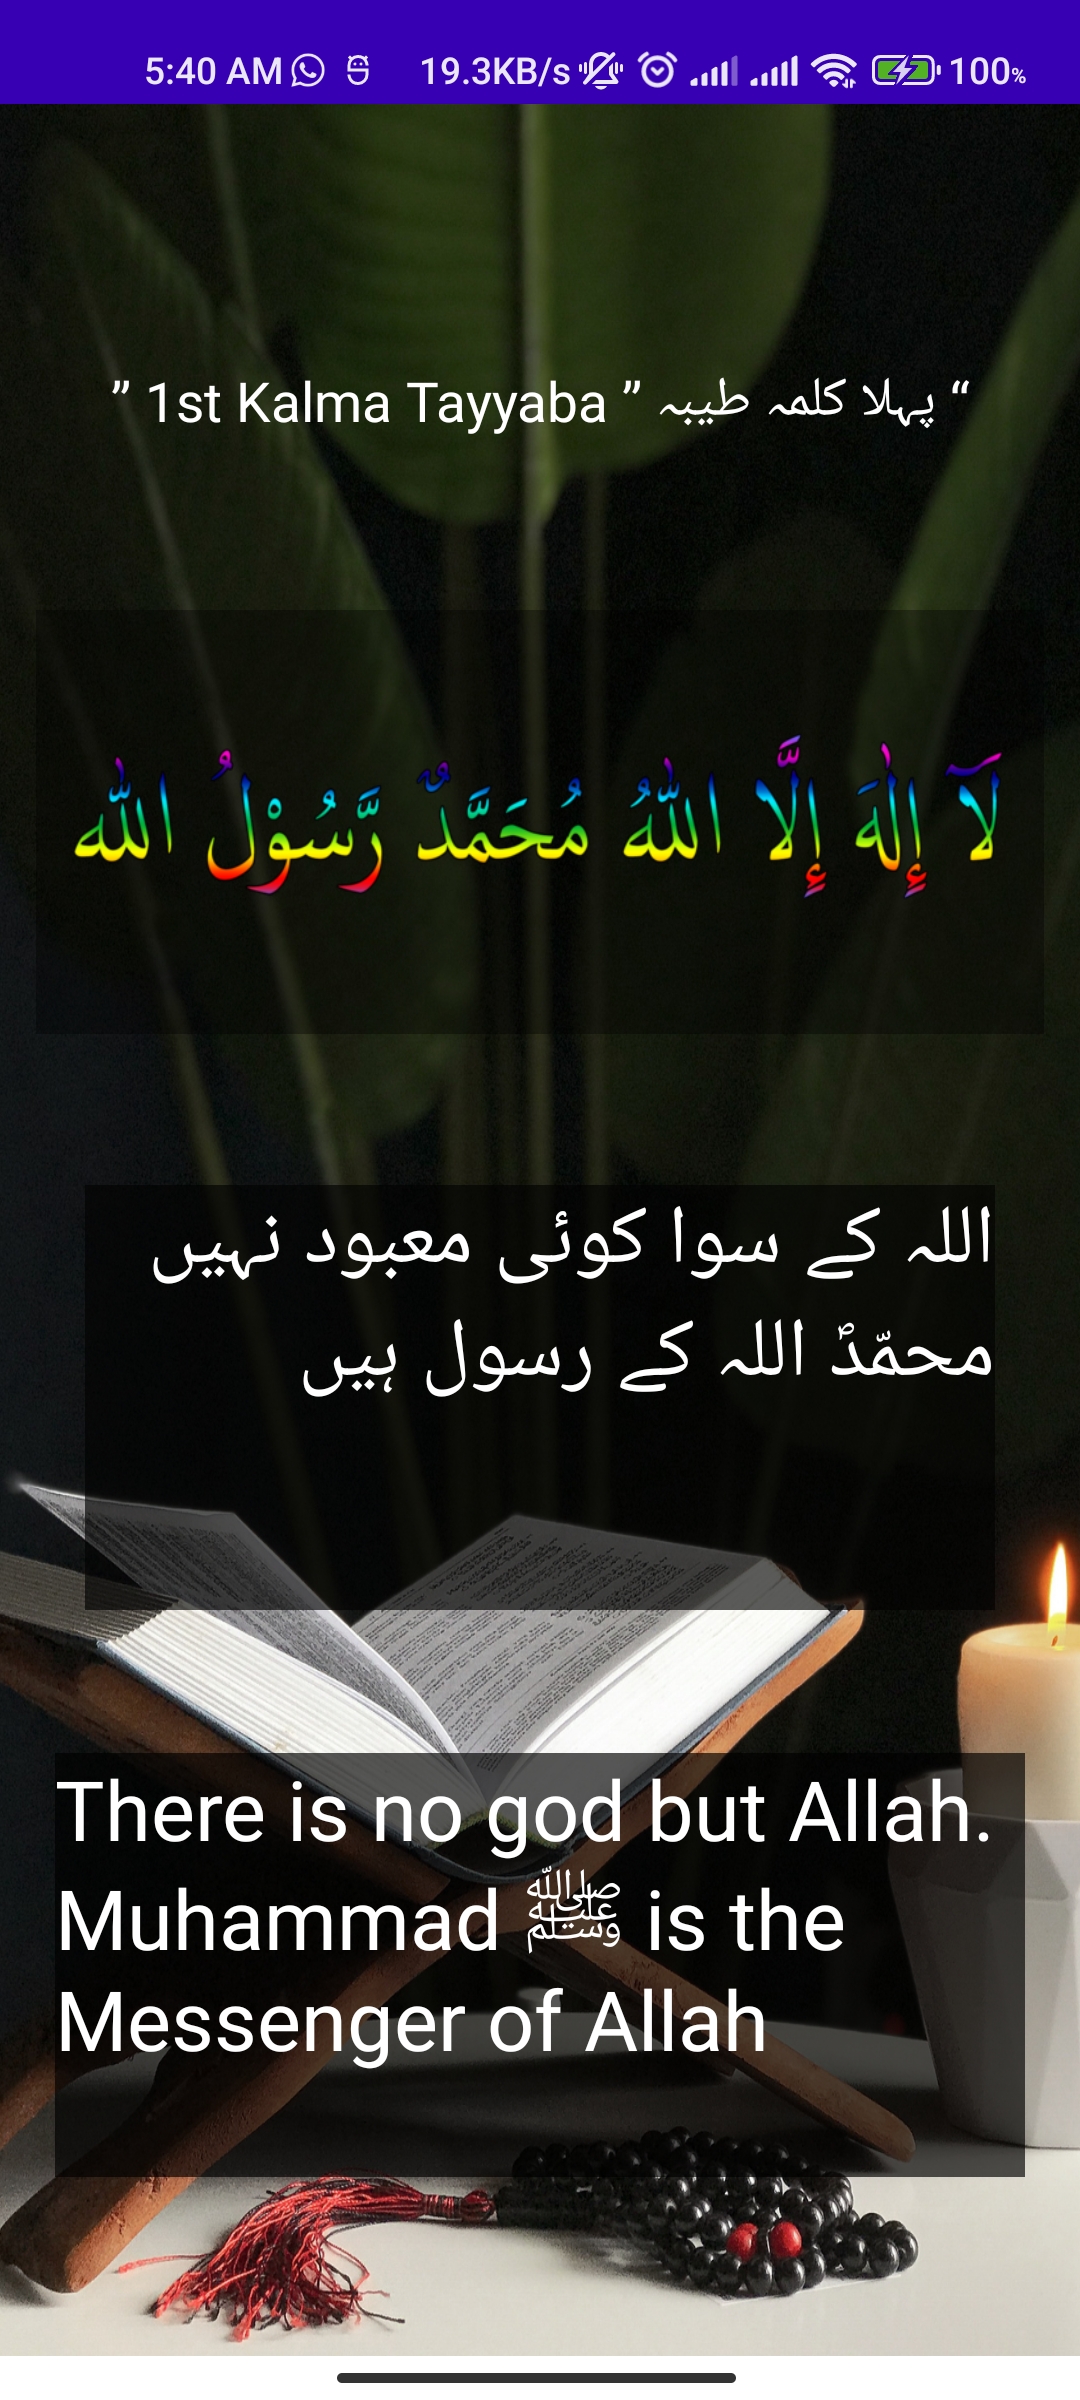 5:40 AM 19.3KB/s 100%
” 1st Kalma Tayyaba ” پہلا کلمہ طیبہ “
لَآ إِلٰهَ إِلَّا اللّٰهُ مُحَمَّدٌ رَّسُوْلُ اللّٰه
اللہ کے سوا کوئی معبود نہیں
محمّدؐ اللہ کے رسول ہیں
There is no god but Allah.
Muhammad ﷺ is the
Messenger of Allah